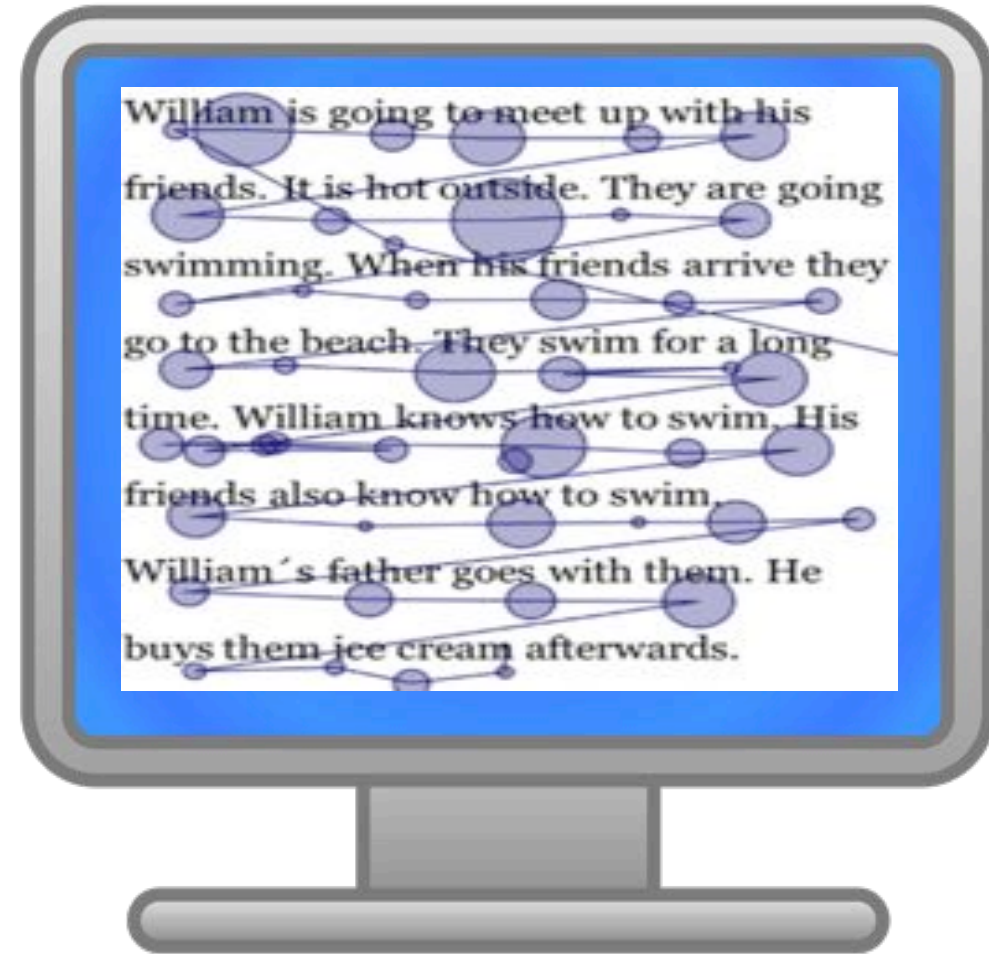 William is going to meet up with his
friends. It is hot outside. They are going
swimming. When his friends arrive they
go to the beach. They swim for a long
time. William knows how to swim. His
friends also know how to swim.
William´s father goes with them. He
buys them ice cream afterwards.